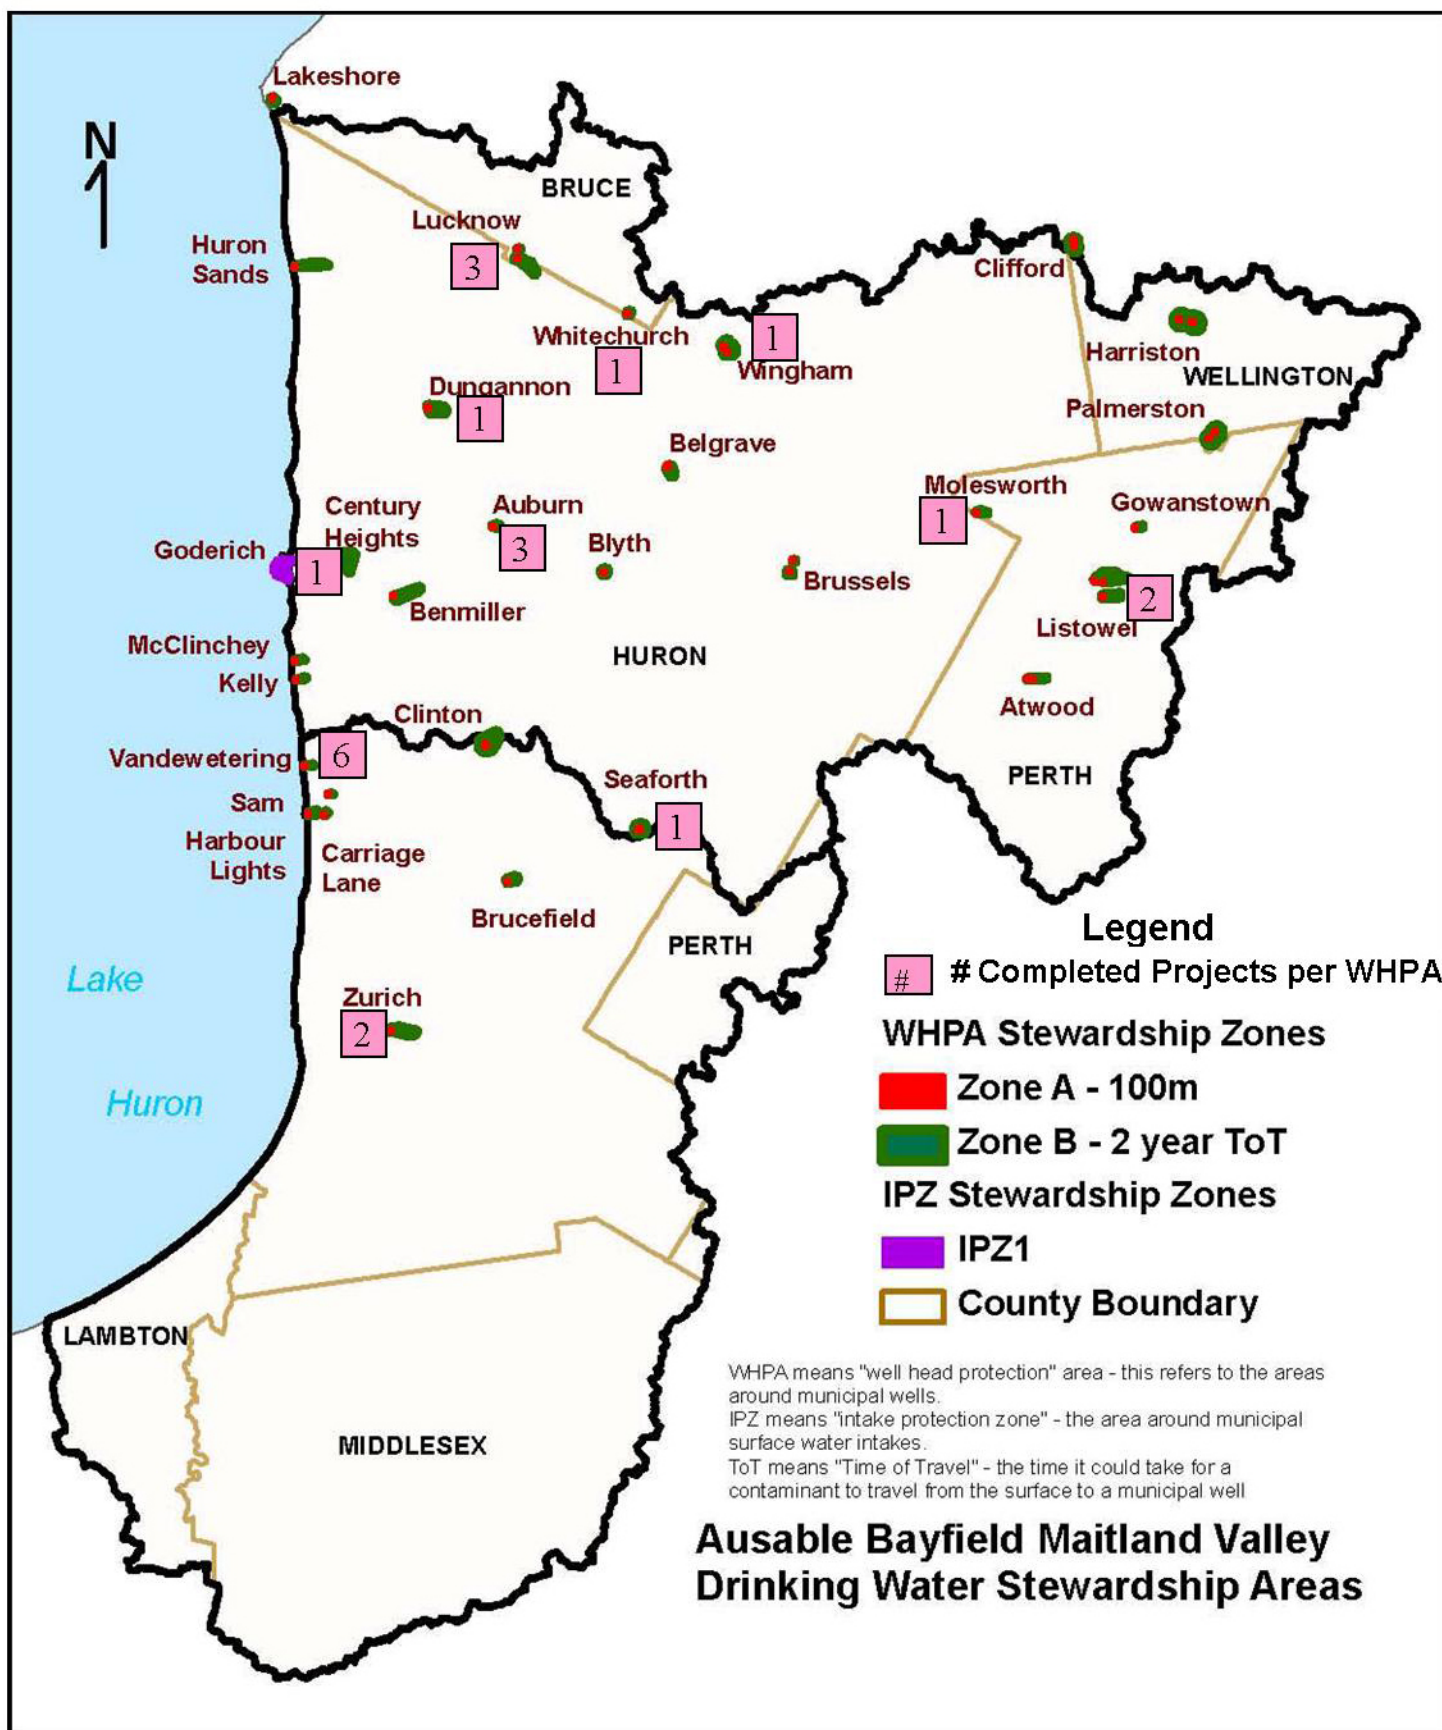 Lakeshore
N
BRUCE
Lucknow
Huron
Sands
3
Clifford
Whitechurch
1
1
Wingham
Harriston
WELLINGTON
Dungannon
1
Palmerston
Belgrave
Molesworth
1
Gowanstown
Century
Heights
Auburn
3
Goderich
1
Blyth
Brussels
Benmiller
2
Listowel
McClinchey
Kelly
HURON
Atwood
Clinton
Vandewetering
6
Seaforth
1
PERTH
Sam
Harbour
Lights
Carriage
Lane
Brucefield
PERTH
Lake
Huron
Zurich
2
LAMBTON
MIDDLESEX
Legend
# # Completed Projects per WHPA
WHPA Stewardship Zones
Zone A - 100m
Zone B - 2 year ToT
IPZ Stewardship Zones
IPZ1
County Boundary
WHPA means "well head protection" area - this refers to the areas
around municipal wells.
IPZ means "intake protection zone" - the area around municipal
surface water intakes.
ToT means "Time of Travel" - the time it could take for a
contaminant to travel from the surface to a municipal well
Ausable Bayfield Maitland Valley
Drinking Water Stewardship Areas